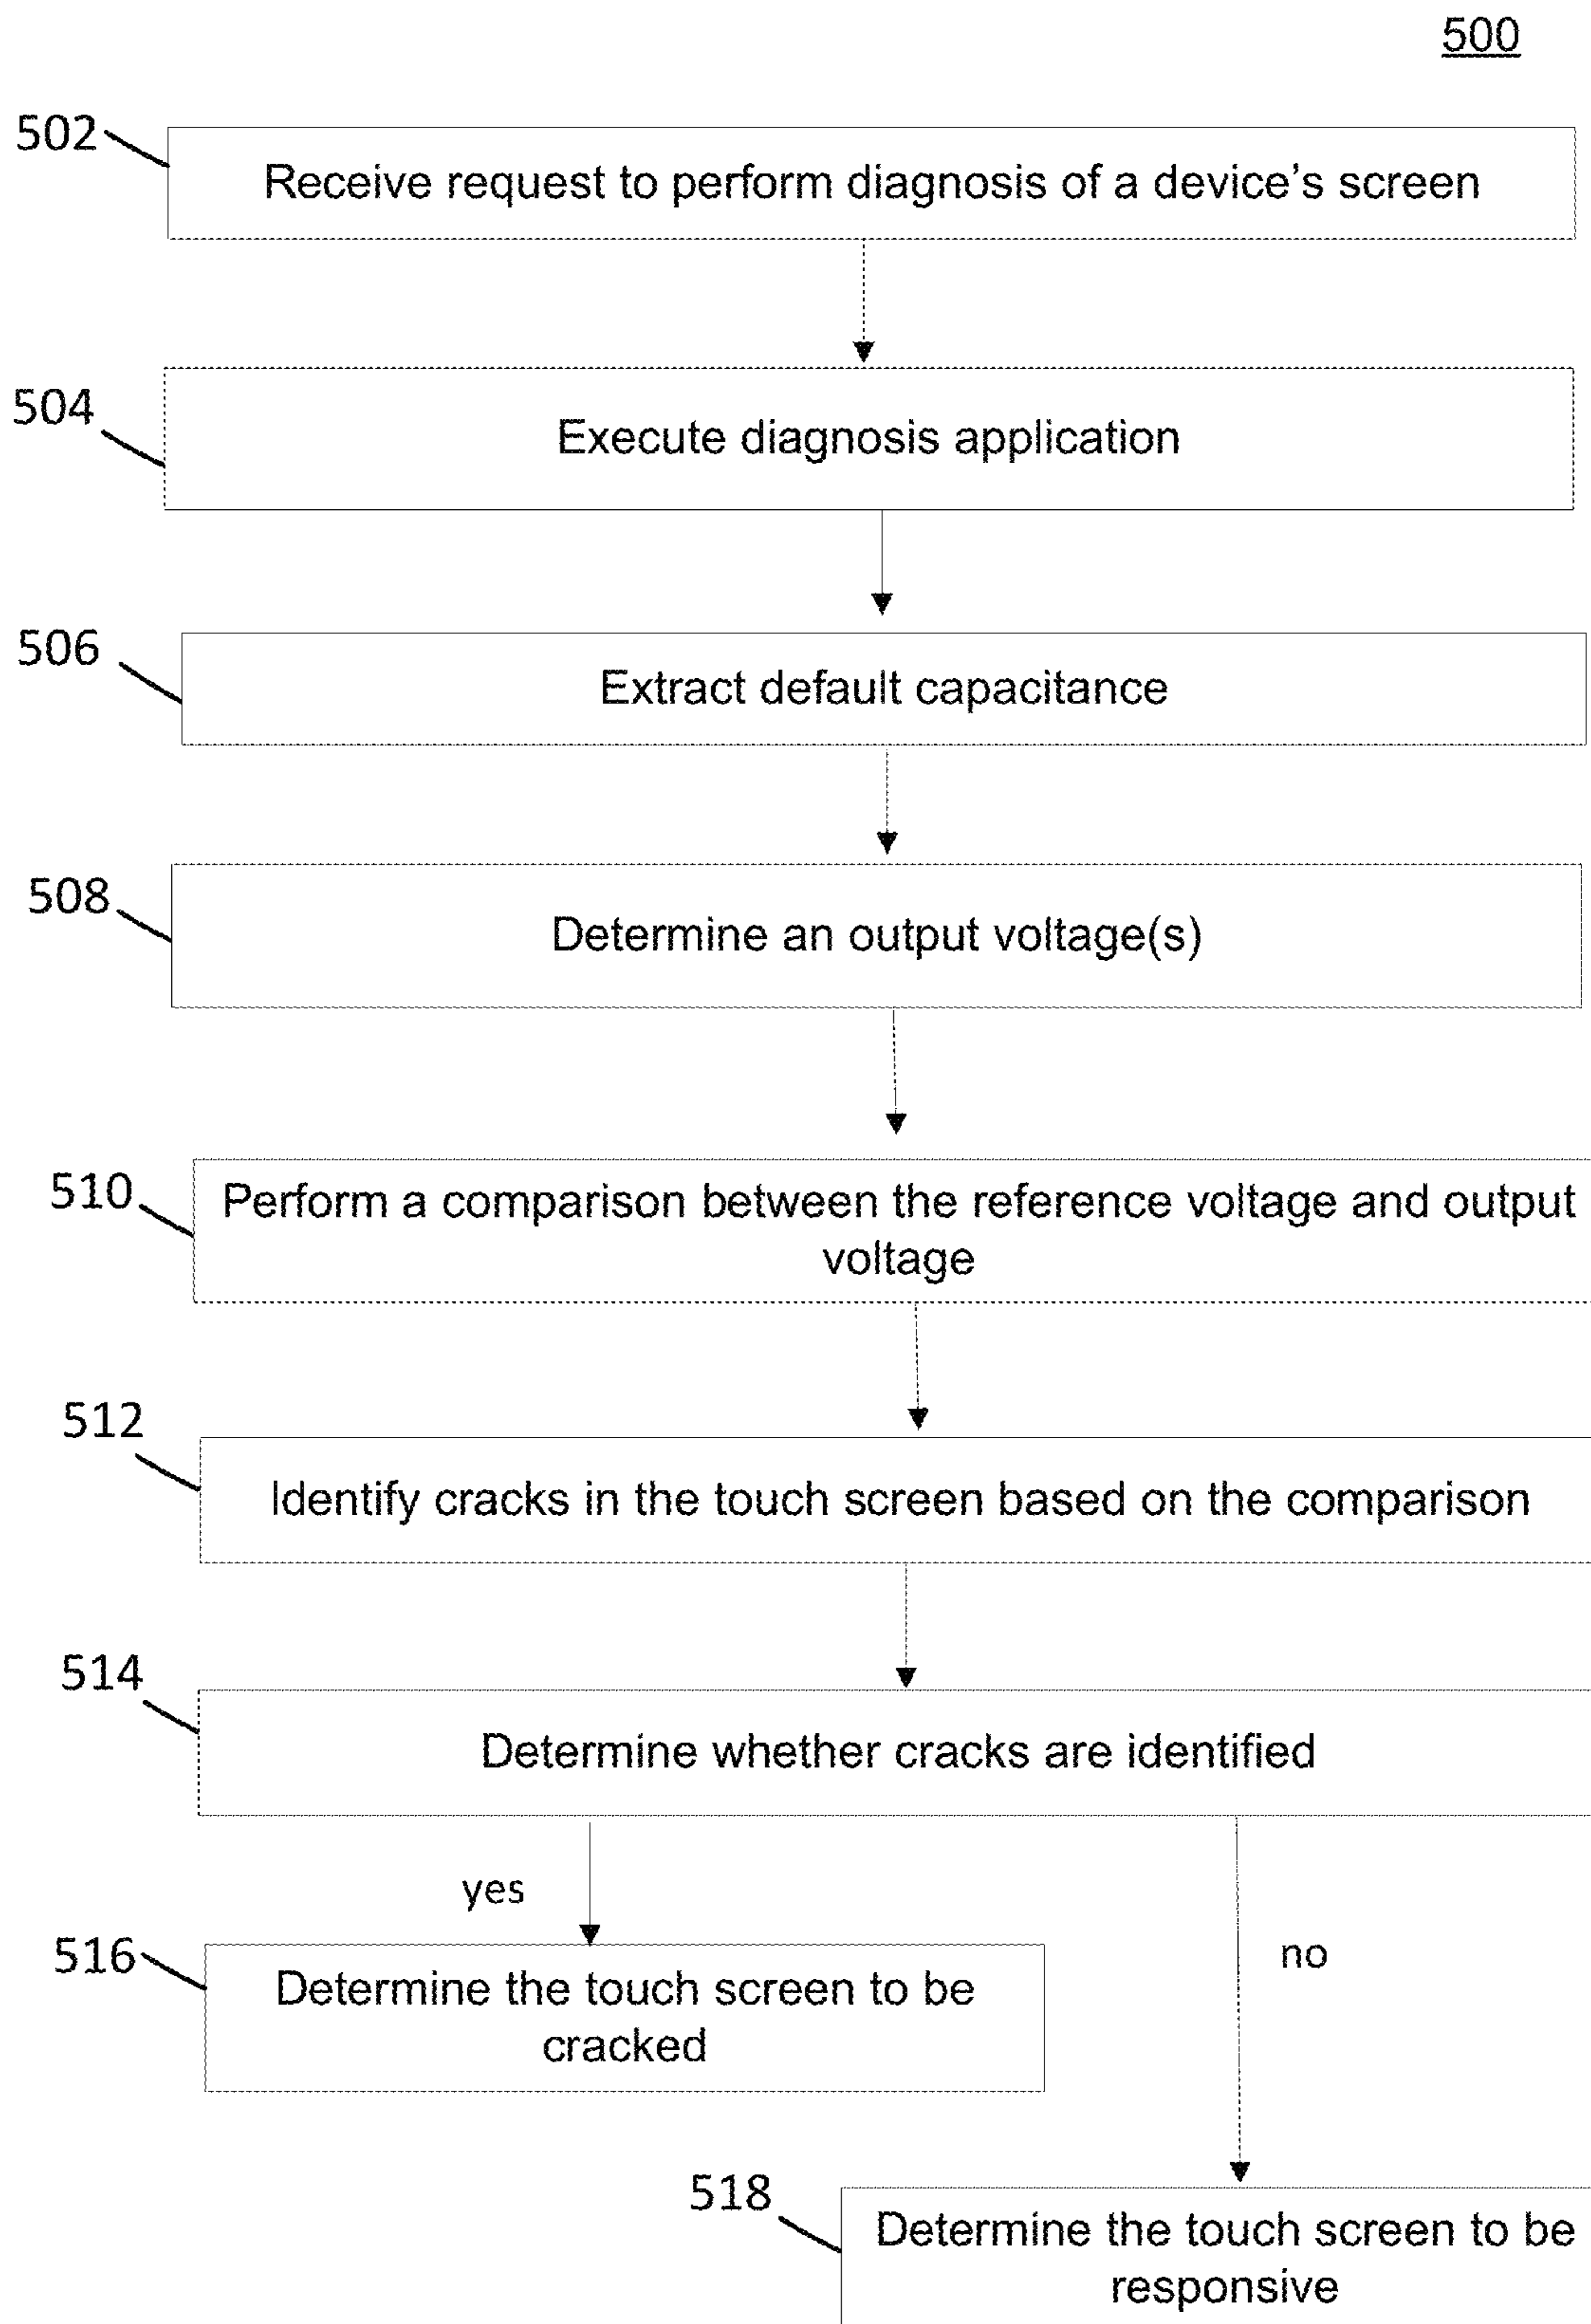 500
502
Receive request to perform diagnosis of a device's screen
504
Execute diagnosis application
506
Extract default capacitance
508
Determine an output voltage(s)
510
Perform a comparison between the reference voltage and output
voltage
512
Identify cracks in the touch screen based on the comparison
514
Determine whether cracks are identified
yes
no
516
Determine the touch screen to be
cracked
518
Determine the touch screen to be
responsive